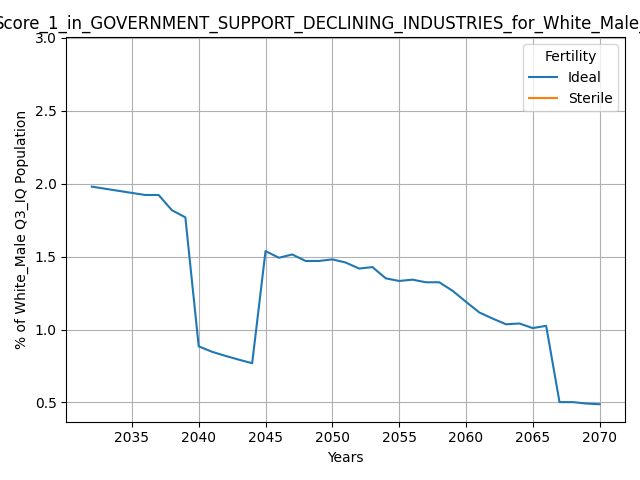 Score_1_in_GOVERNMENT_SUPPORT_DECLINING_INDUSTRIES_for_White_Male_
3.0
2.5
2.0
1.5
1.0
0.5
% of White_Male Q3_IQ Population
Fertility
Ideal
Sterile
2035 2040 2045 2050 2055 2060 2065 2070
Years